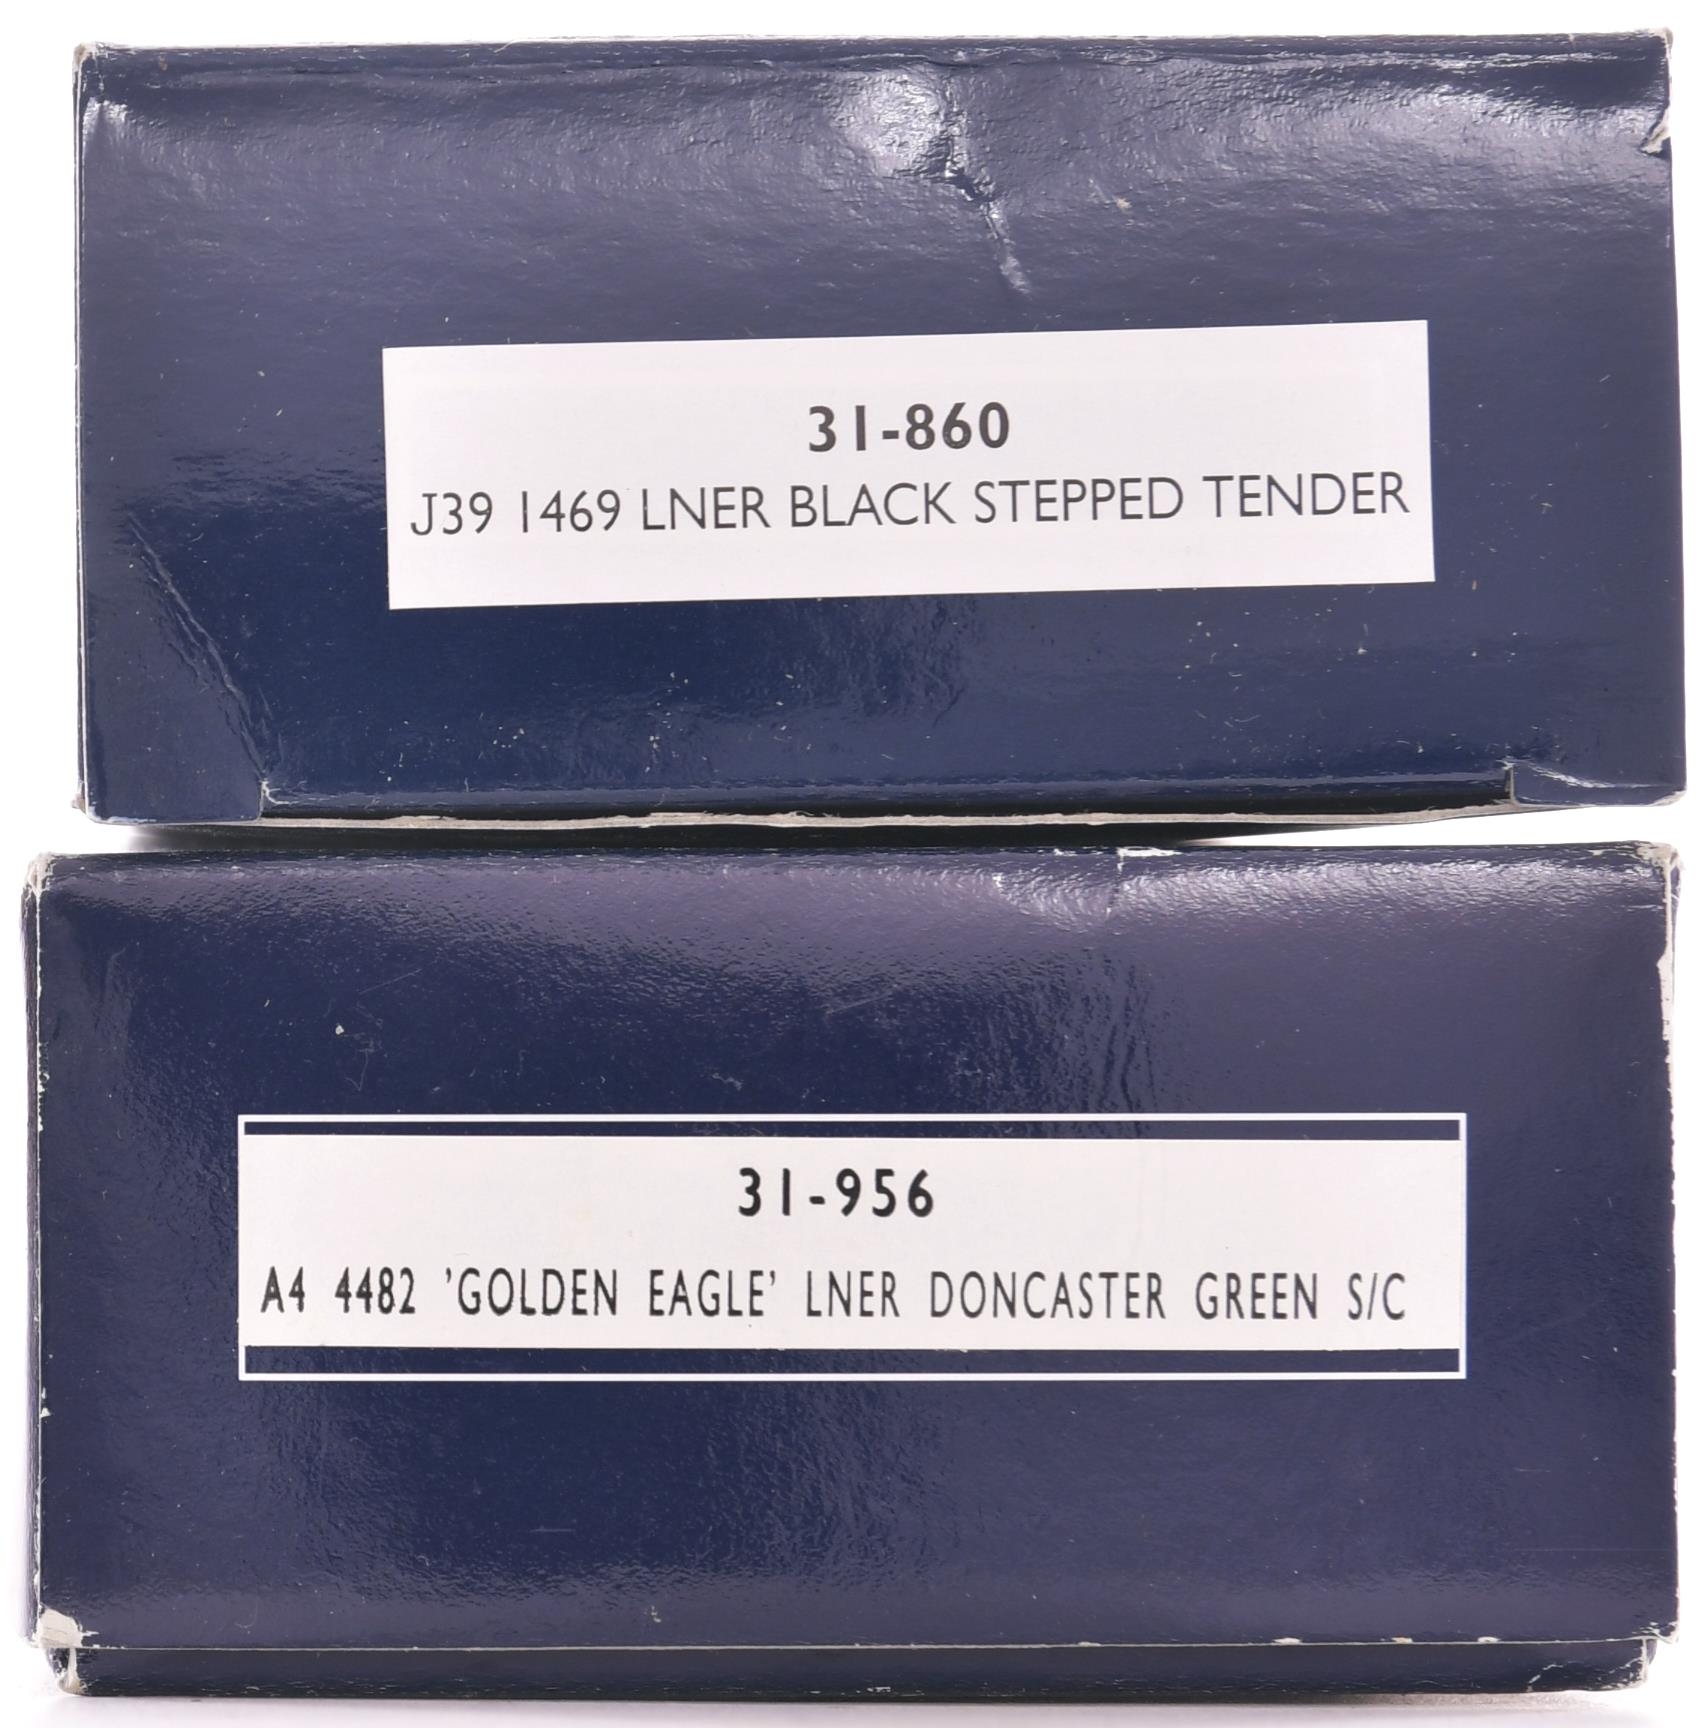 31-860
J39 1469 LNER BLACK STEPPED TENDER
31-956
A4 4482 'GOLDEN EAGLE' LNER DONCASTER GREEN S/C